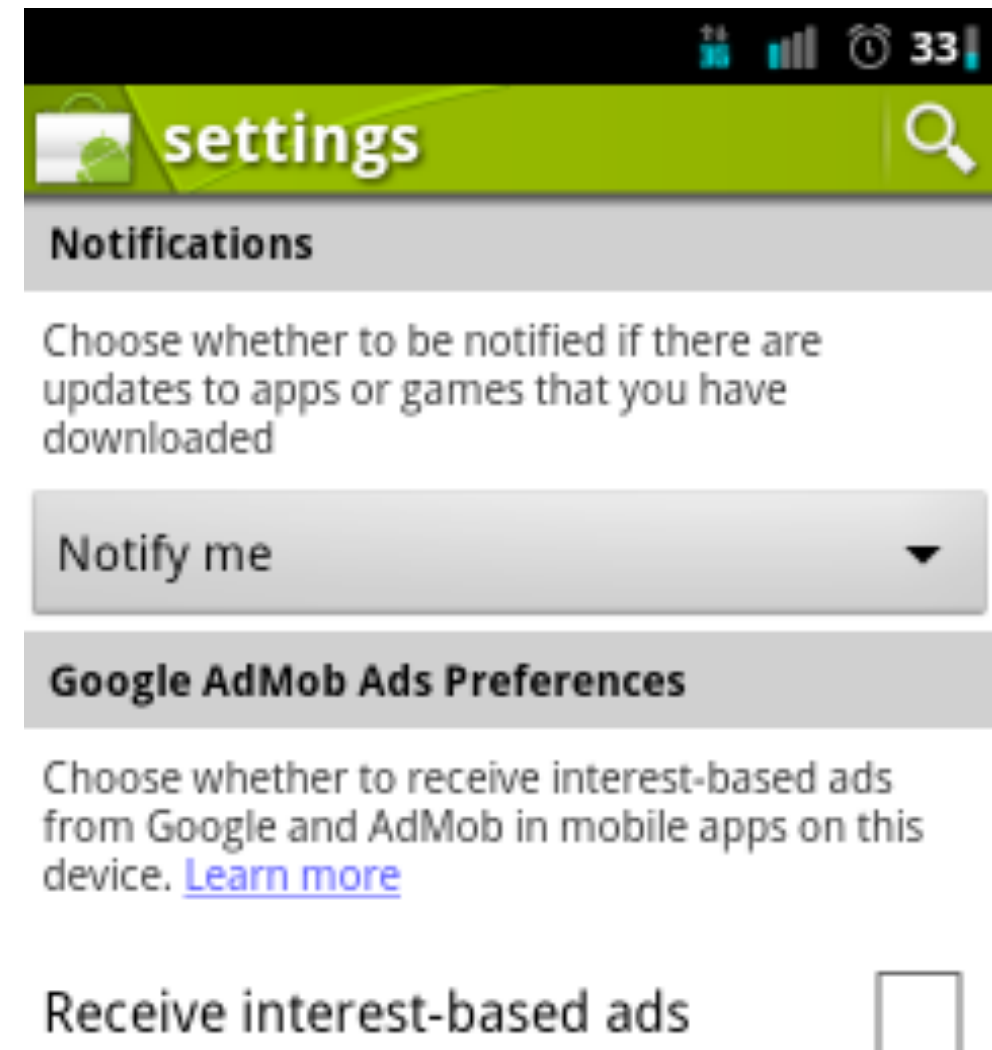 3G 33
settings
Notifications
Choose whether to be notified if there are
updates to apps or games that you have
downloaded
Notify me
Google AdMob Ads Preferences
Choose whether to receive interest-based ads
from Google and AdMob in mobile apps on this
device. Learn more
Receive interest-based ads